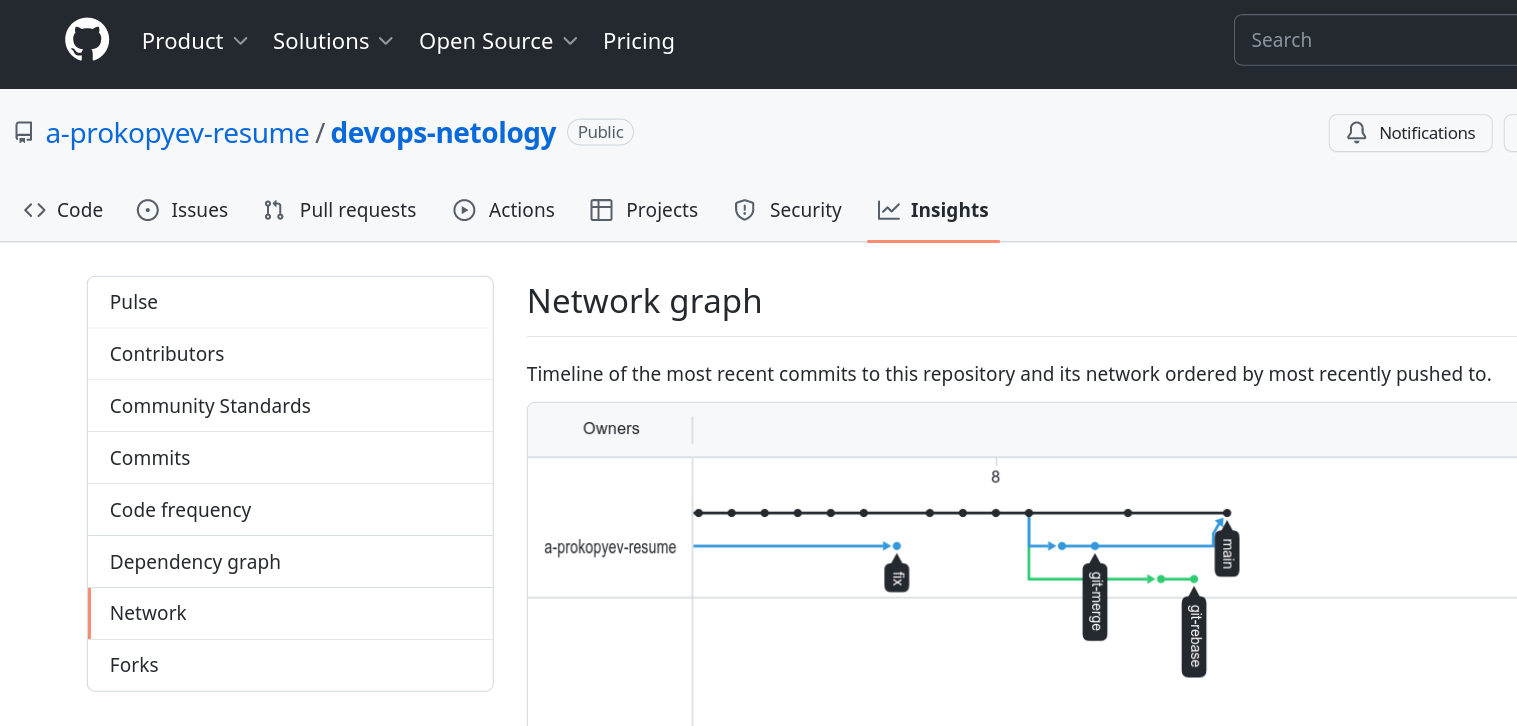 Product Solutions Open Source Pricing Search
a-prokopyev-resume / devops-netology Public Notifications
Code Issues Pull requests Actions Projects Security Insights
Pulse
Contributors
Community Standards
Commits
Code frequency
Dependency graph
Network
Forks
Network graph
Timeline of the most recent commits to this repository and its network ordered by most recently pushed to.
Owners
8
a-prokopyev-resume
fix
git-merge
git-rebase
main